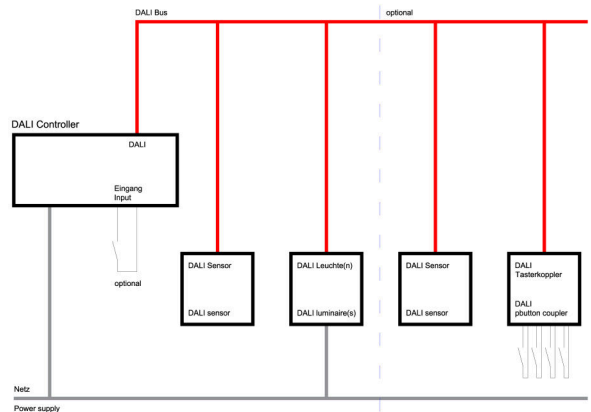 DALI Bus
optional
DALI Controller
DALI
Eingang
Input
optional
DALI Sensor
DALI sensor
DALI Leuchte(n)
DALI luminaire(s)
DALI Sensor
DALI sensor
DALI
Tasterkoppler
DALI
pbutton coupler
Netz
Power supply